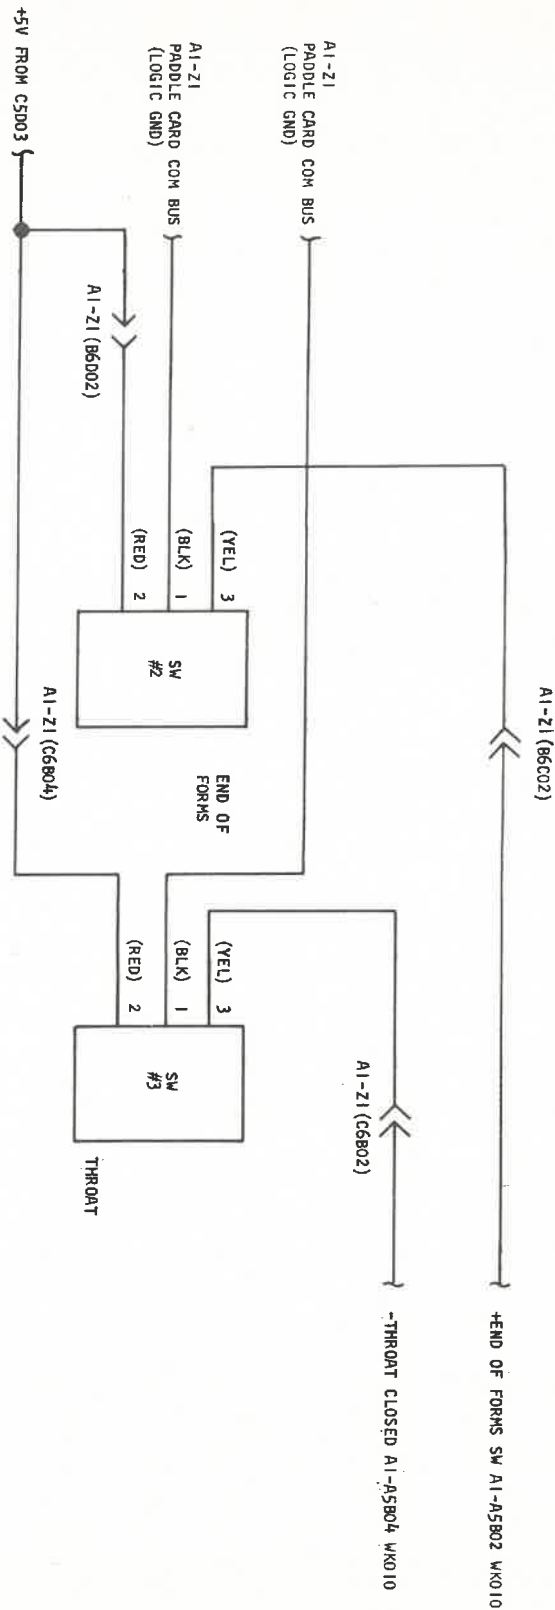 A1-Z1 (B6C02)
+END OF FORMS SW A1-A5B02 WK010
A1-Z1
PADDLE CARD COM BUS
(LOGIC GND)
A1-Z1 (C6B02)
-THROAT CLOSED A1-A5B04 WK010
A1-Z1
PADDLE CARD COM BUS
(LOGIC GND)
(YEL) 3
(BLK) 1
(RED) 2
SW
#2
END OF
FORMS
(YEL) 3
(BLK) 1
(RED) 2
SW
#3
THROAT
A1-Z1 (B6D02)
A1-Z1 (C6B04)
+5V FROM C5D03